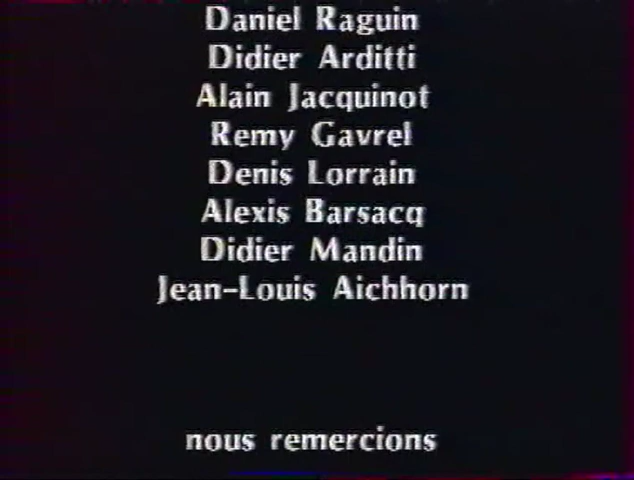 Daniel Raguin
Didier Arditti
Alain Jacquinot
Remy Gavrel
Denis Lorrain
Alexis Barsacq
Didier Mandin
Jean-Louis Aichhorn
nous remercions